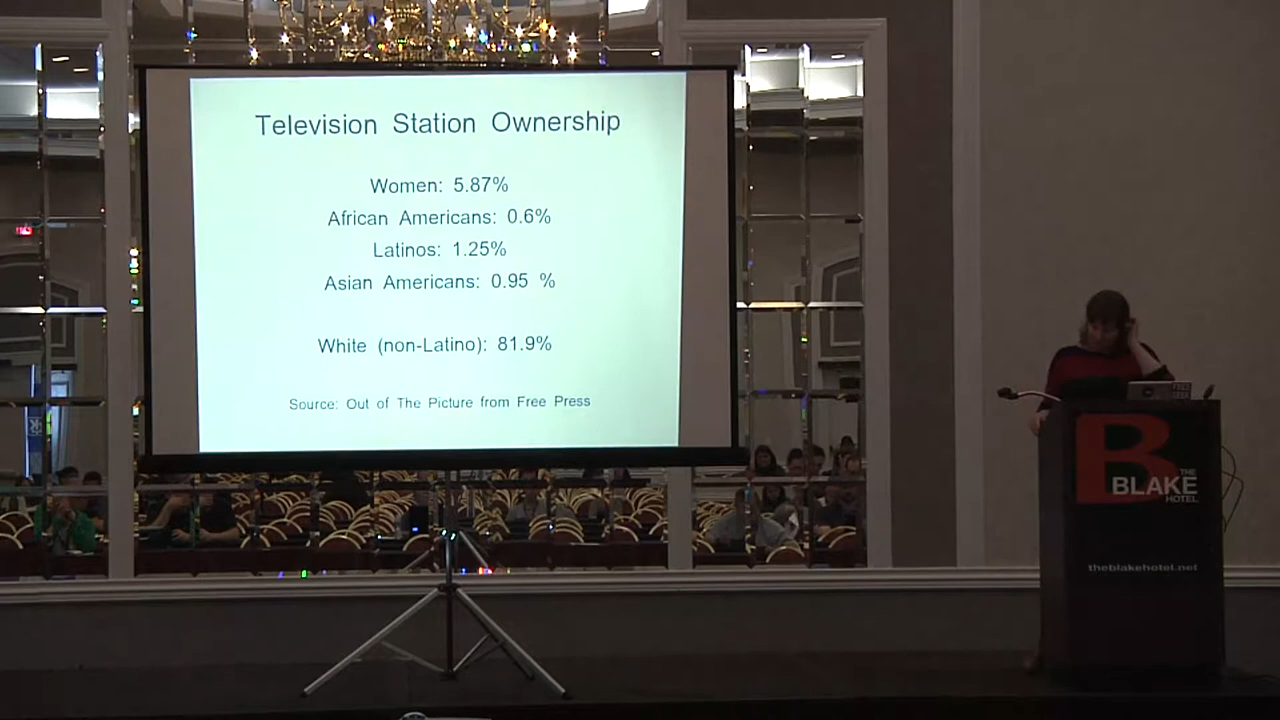 Television Station Ownership
Women: 5.87%
African Americans: 0.6%
Latinos: 1.25%
Asian Americans: 0.95 %
White (non-Latino): 81.9%
Source: Out of The Picture from Free Press
B
THE
BLAKE
HOTEL
theblakehotel.net